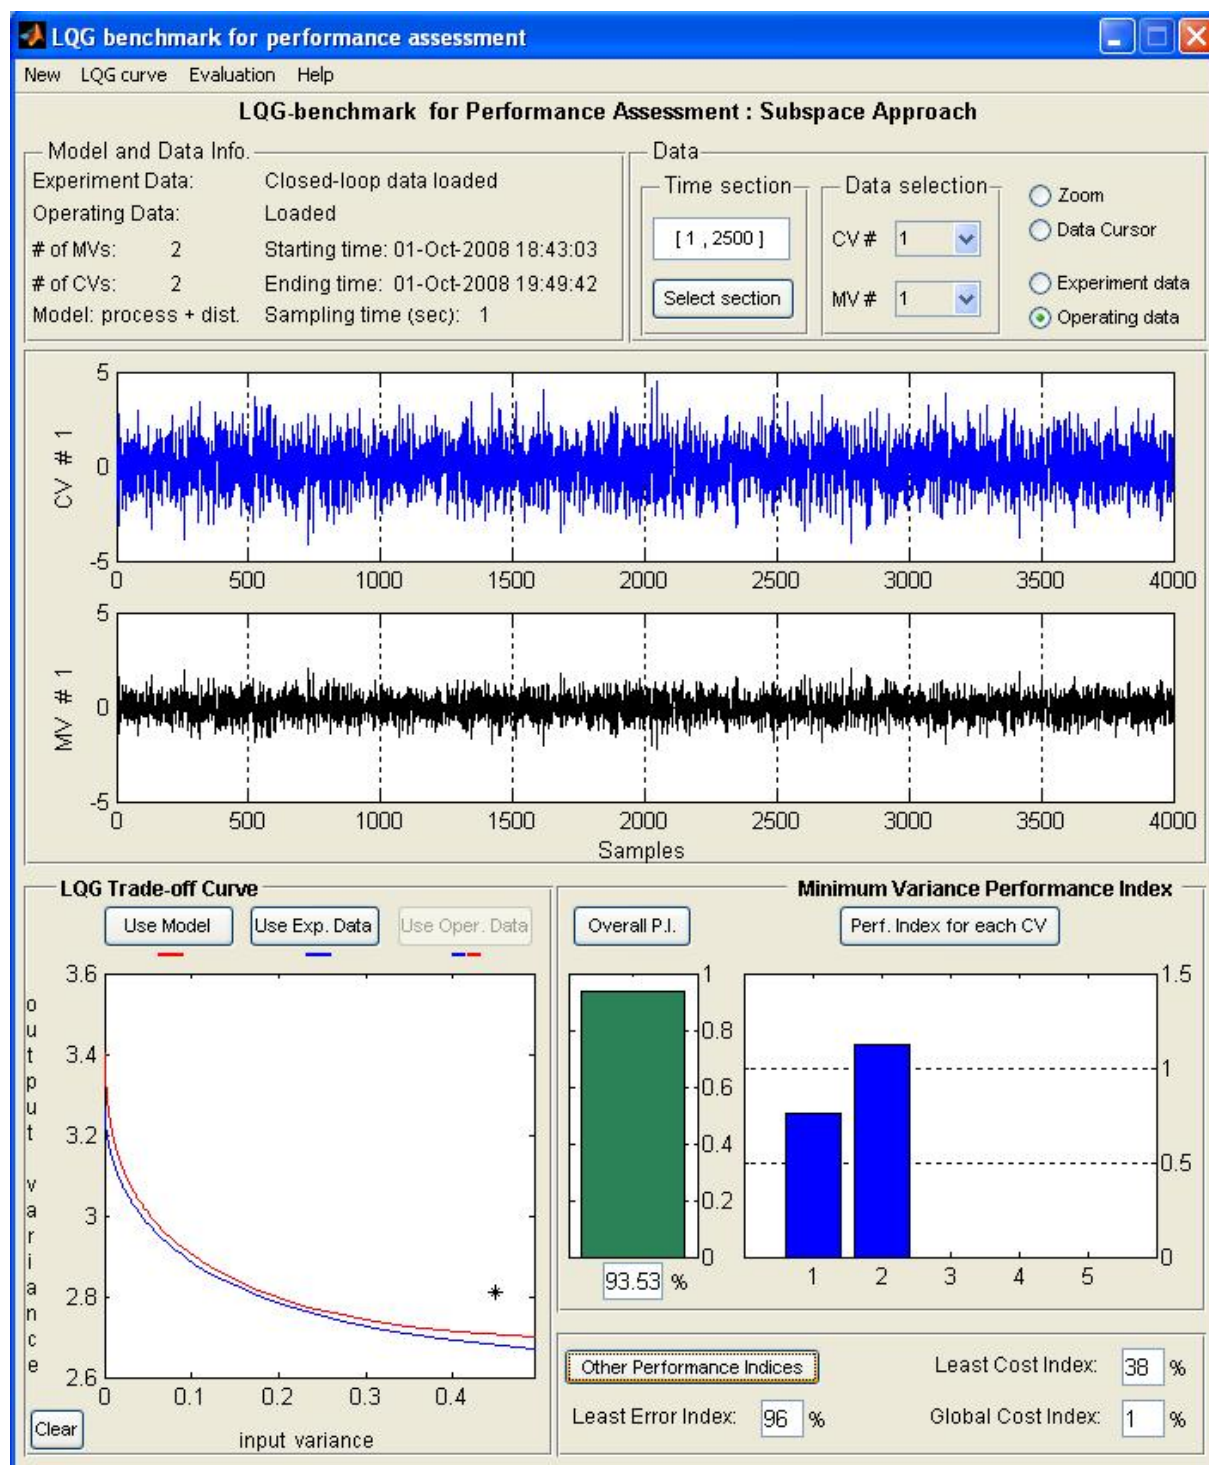 LQG benchmark for performance assessment
New LQG curve Evaluation Help
LQG-benchmark for Performance Assessment : Subspace Approach
Model and Data Info.
Experiment Data: Closed-loop data loaded
Operating Data: Loaded
# of MVs: 2 Starting time: 01-Oct-2008 18:43:03
# of CVs: 2 Ending time: 01-Oct-2008 19:49:42
Model: process + dist. Sampling time (sec): 1
Data
Time section
[ 1 , 2500 ]
Select section
Data selection
CV # 1
MV # 1
Zoom
Data Cursor
Experiment data
Operating data
CV # 1
5
0
-5
0 500 1000 1500 2000 2500 3000 3500 4000
MV # 1
5
0
-5
0 500 1000 1500 2000 2500 3000 3500 4000
Samples
LQG Trade-off Curve
Use Model Use Exp. Data Use Oper. Data
output variance
3.6
3.4
3.2
3
2.8
2.6
0 0.1 0.2 0.3 0.4
input variance
Clear
Minimum Variance Performance Index
Overall P.I.
Perf. Index for each CV
1
0.8
0.6
0.4
0.2
0
93.53 %
1.5
1
0.5
0
1 2 3 4 5
Other Performance Indices
Least Cost Index: 38 %
Least Error Index: 96 %
Global Cost Index: 1 %